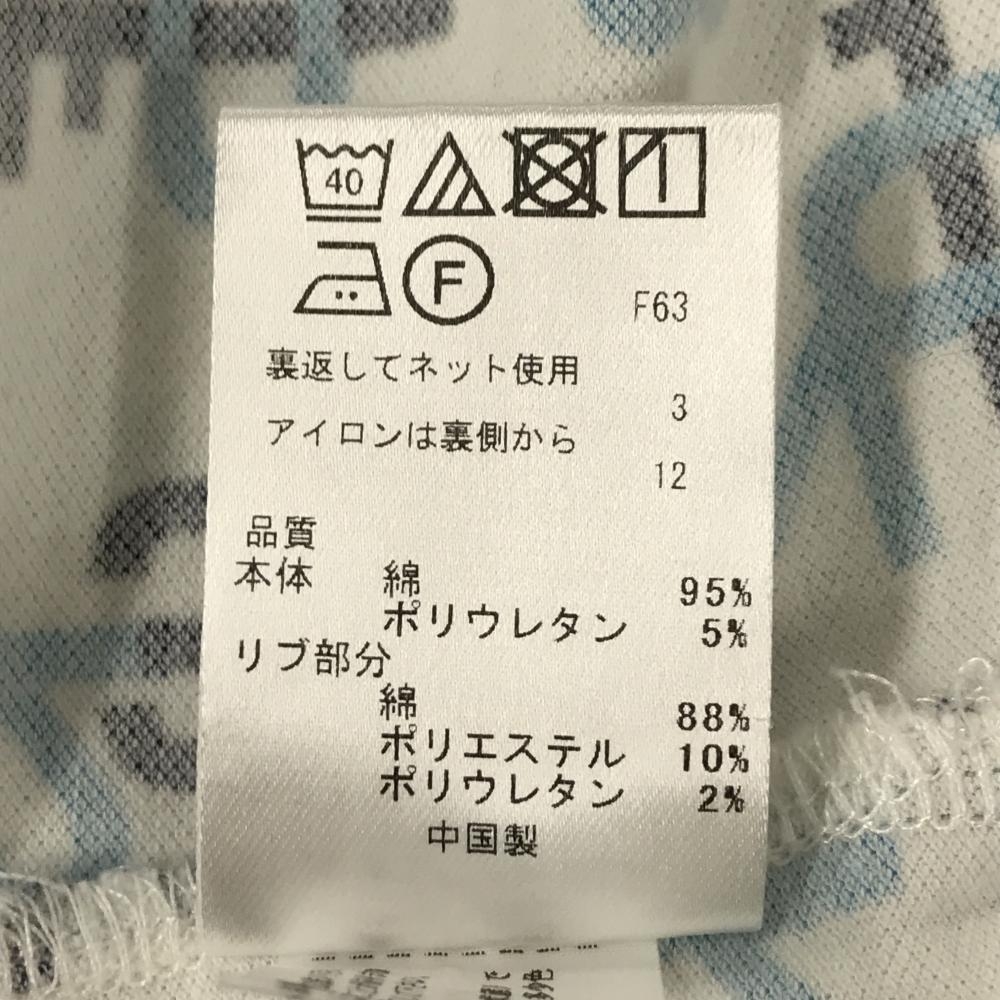 40
F
F63
裏返してネット使用
3
アイロンは裏側から
12
品質
本体 綿 95%
ポリウレタン 5%
リブ部分
綿 88%
ポリエステル 10%
ポリウレタン 2%
中国製